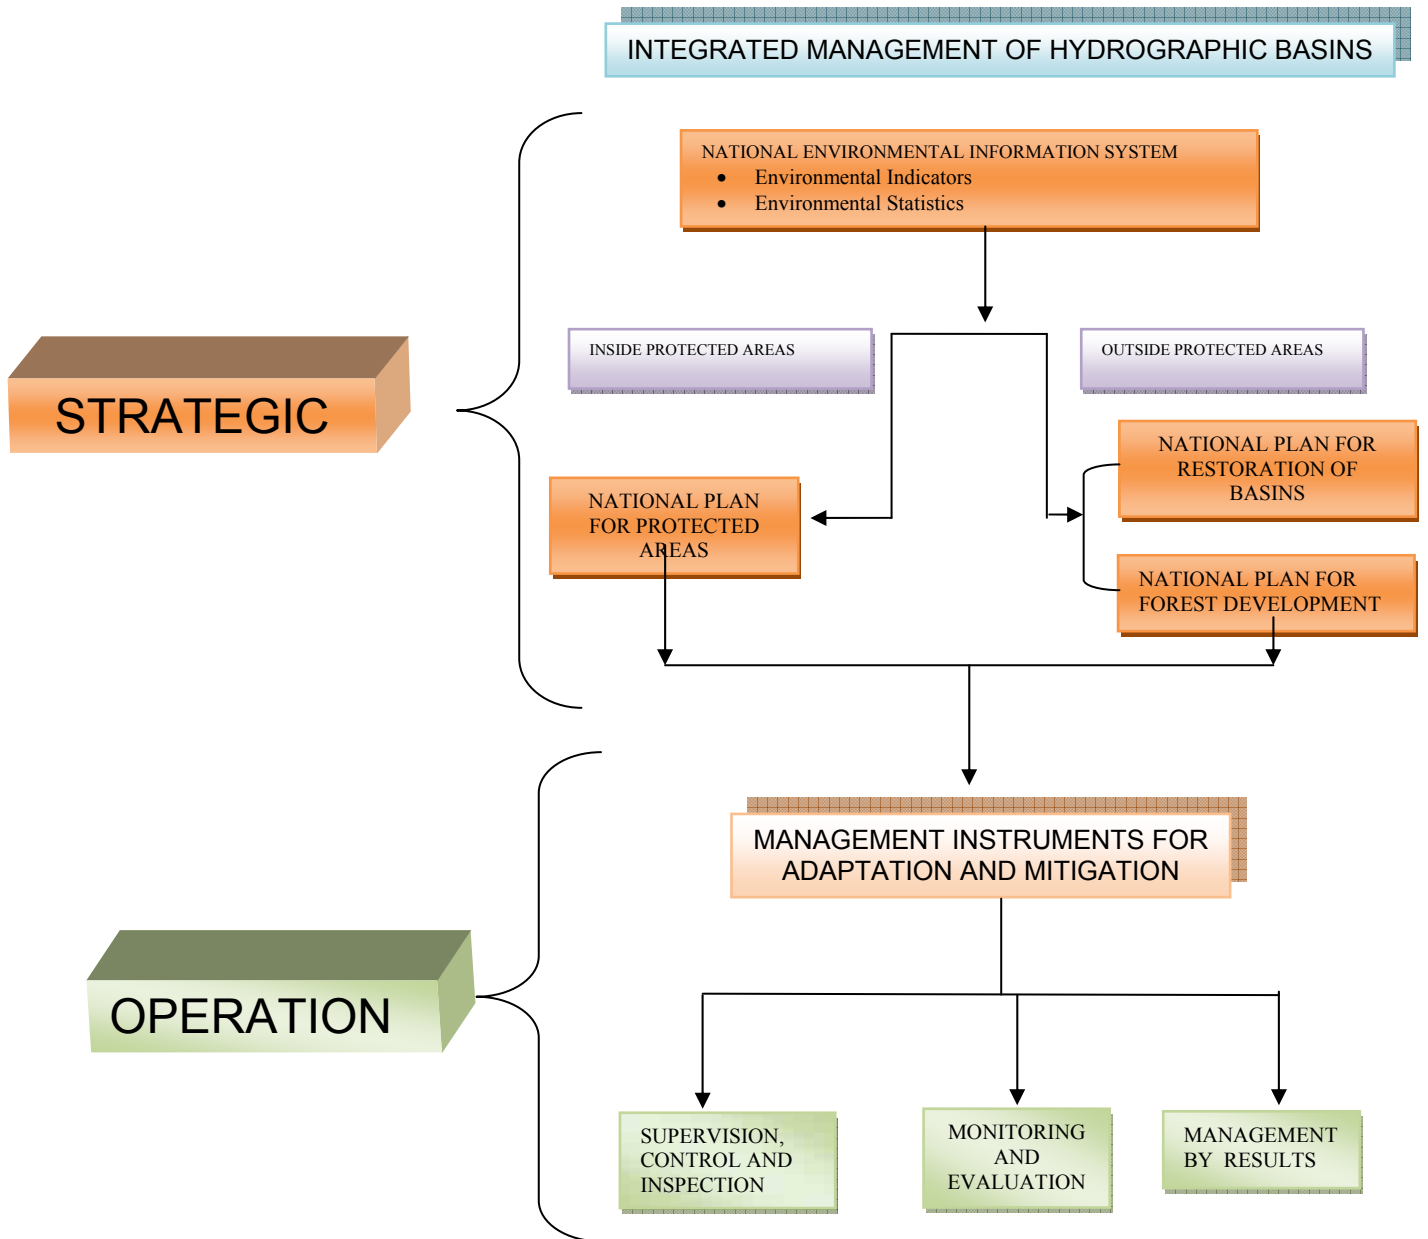 INTEGRATED MANAGEMENT OF HYDROGRAPHIC BASINS
NATIONAL ENVIRONMENTAL INFORMATION SYSTEM
• Environmental Indicators
• Environmental Statistics
INSIDE PROTECTED AREAS
OUTSIDE PROTECTED AREAS
STRATEGIC
NATIONAL PLAN FOR
RESTORATION OF
BASINS
NATIONAL PLAN
FOR PROTECTED
AREAS
NATIONAL PLAN FOR
FOREST DEVELOPMENT
MANAGEMENT INSTRUMENTS FOR
ADAPTATION AND MITIGATION
OPERATION
SUPERVISION,
CONTROL AND
INSPECTION
MONITORING
AND
EVALUATION
MANAGEMENT
BY RESULTS